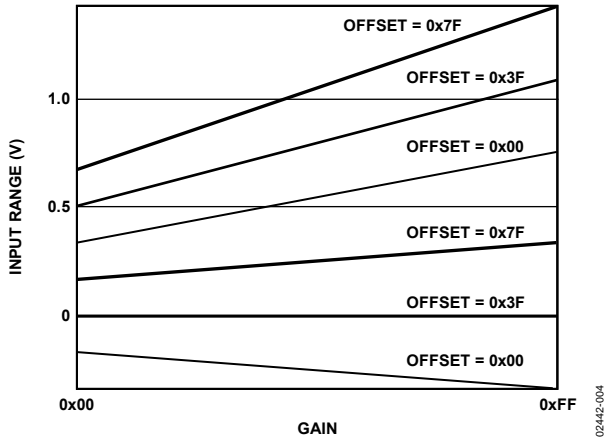 OFFSET = 0x7F
OFFSET = 0x3F
1.0
OFFSET = 0x00
INPUT RANGE (V)
0.5
OFFSET = 0x7F
OFFSET = 0x3F
0
OFFSET = 0x00
0x00
0xFF
GAIN
02442-004